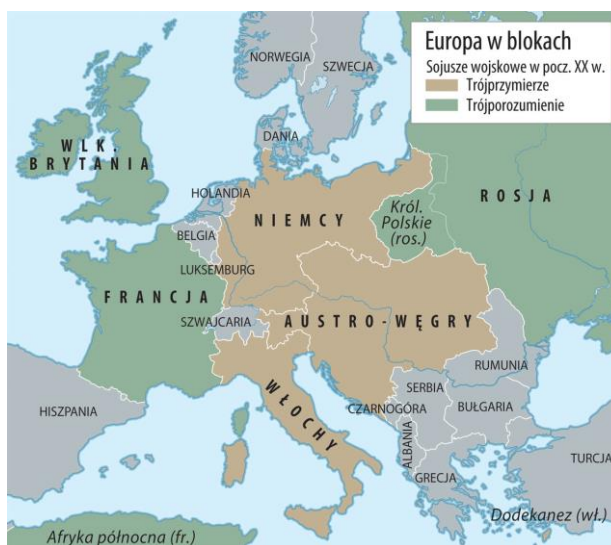 Europa w blokach
Sojusze wojskowe w pocz. XX w.
Trójprzymierze
Trójporozumienie
NORWEGIA
SZWECJA
DANIA
WLK.
BRYTANIA
ROSJA
HOLANDIA
NIEMCY
Król.
Polskie
(ros.)
BELGIA
LUKSEMBURG
FRANCJA
SZWAJCARIA
AUSTRO-WĘGRY
RUMUNIA
WŁOCHY
SERBIA
HISZPANIA
CZARNOGÓRA
BUŁGARIA
ALBANIA
TURCJA
GRECJA
Dodekanez (wł.)
Afryka północna (fr.)